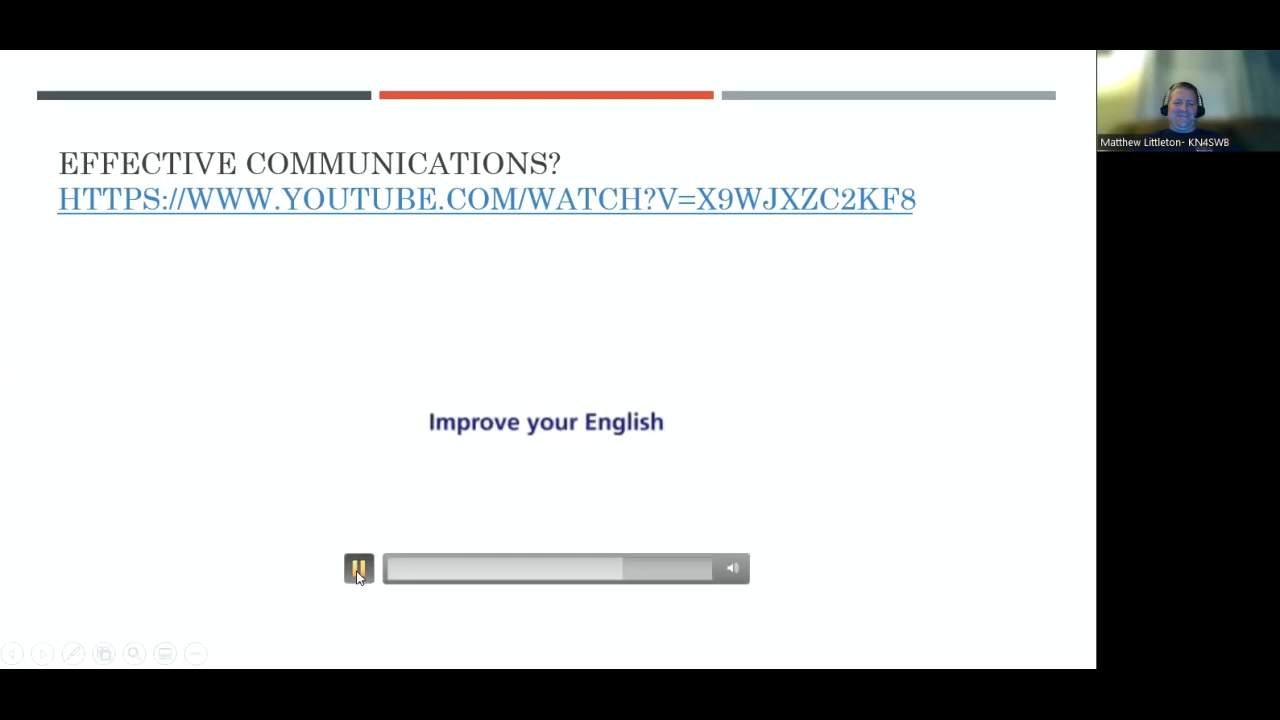 EFFECTIVE COMMUNICATIONS?
HTTPS://WWW.YOUTUBE.COM/WATCH?V=X9WJXZC2KF8
Improve your English
Matthew Littleton- KN4SWB